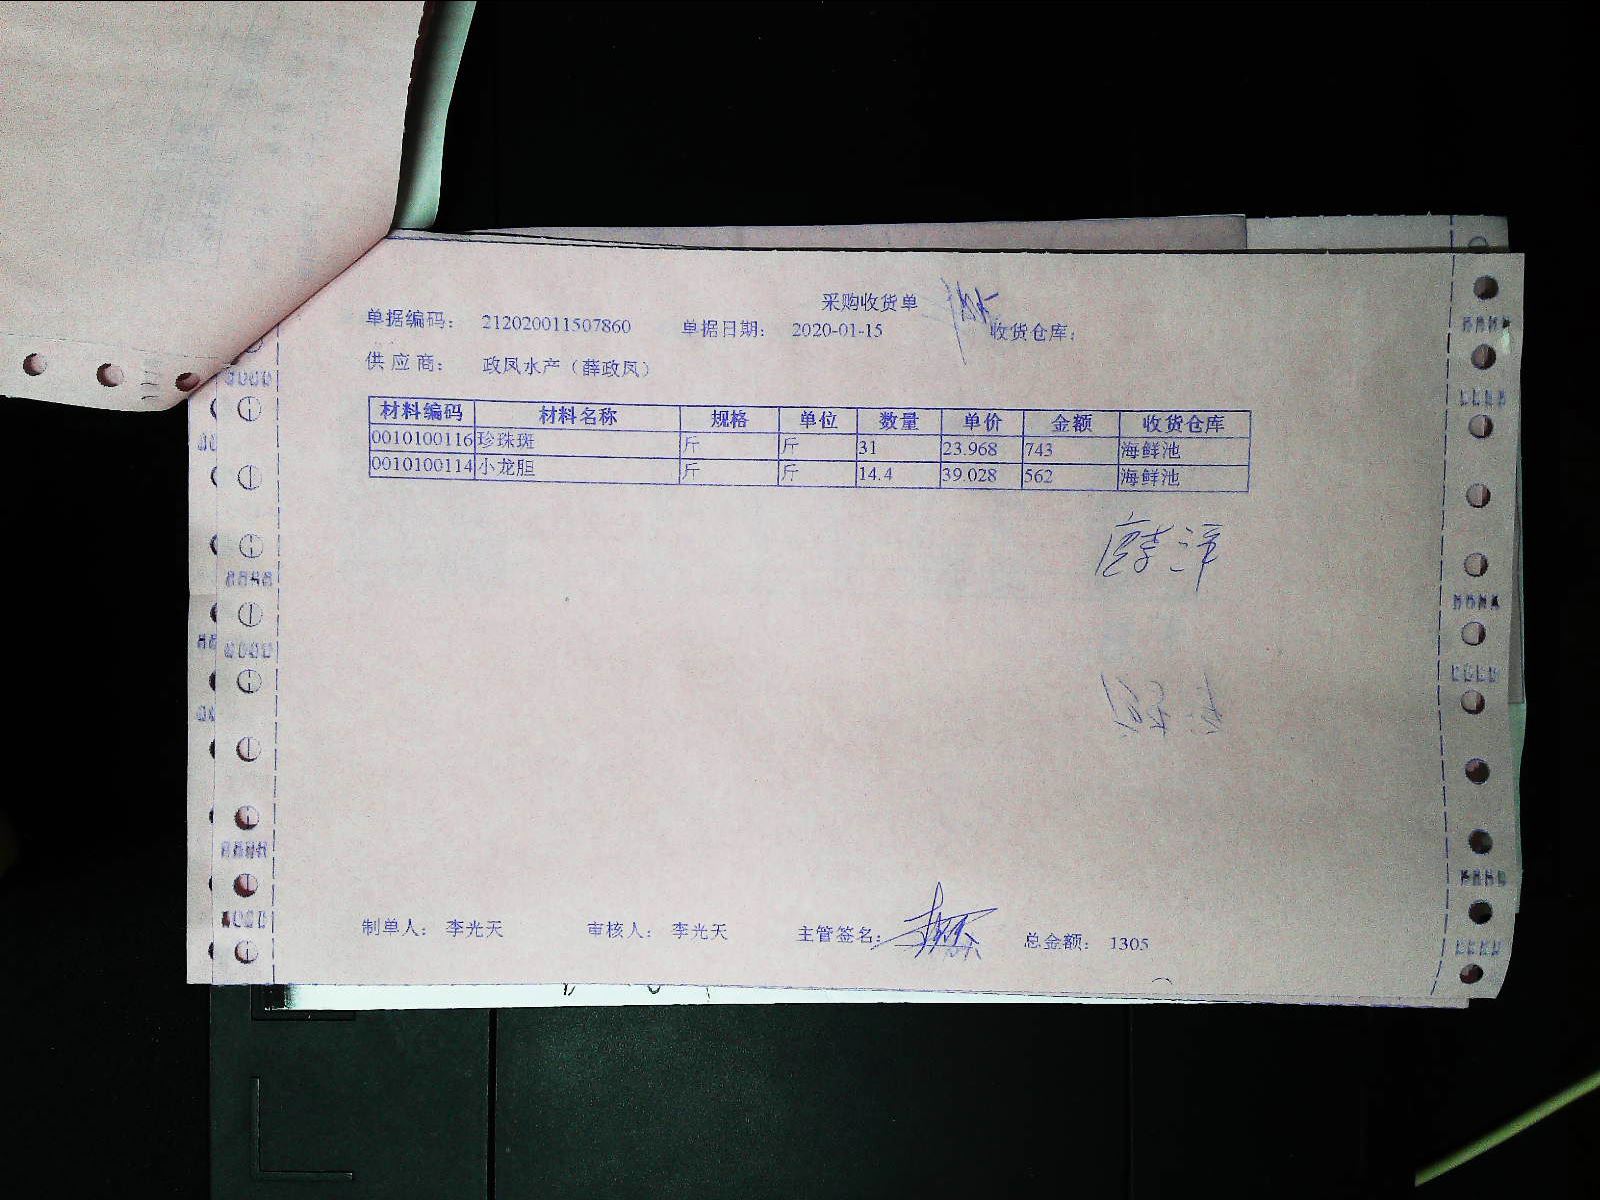 采购收货单
单据编码： 212020011507860 单据日期： 2020-01-15 收货仓库：
供 应 商： 政凤水产（薛政凤）
材料编码 材料名称 规格 单位 数量 单价 金额 收货仓库
0010100116 珍珠斑 斤 斤 31 23.968 743 海鲜池
0010100114 小龙胆 斤 斤 14.4 39.028 562 海鲜池
制单人： 李光天 审核人： 李光天 主管签名： 总金额： 1305